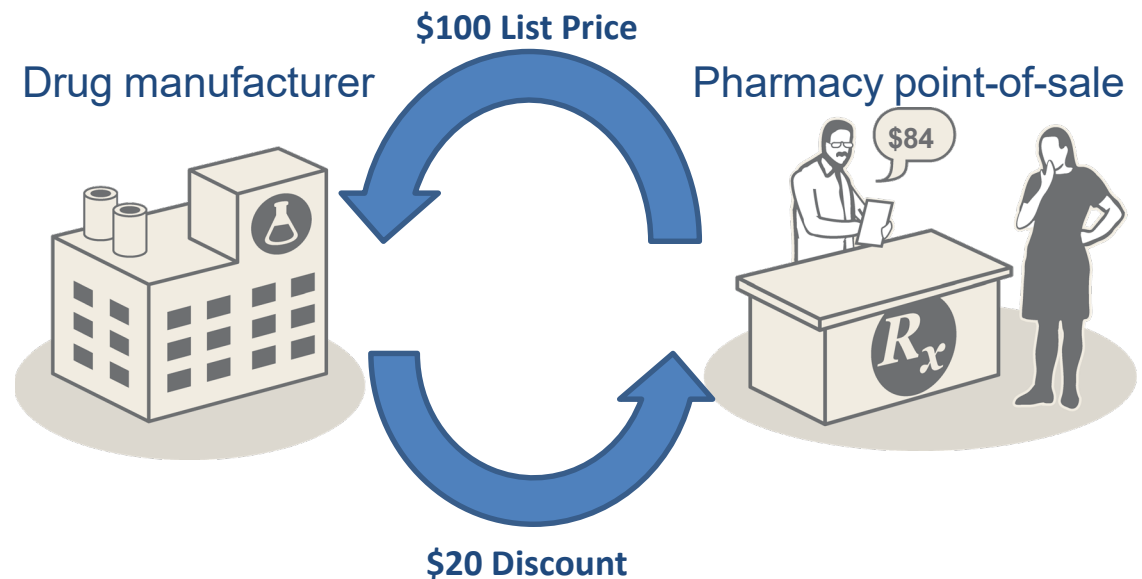 $100 List Price
Drug manufacturer
Pharmacy point-of-sale
$84
Rx
$20 Discount